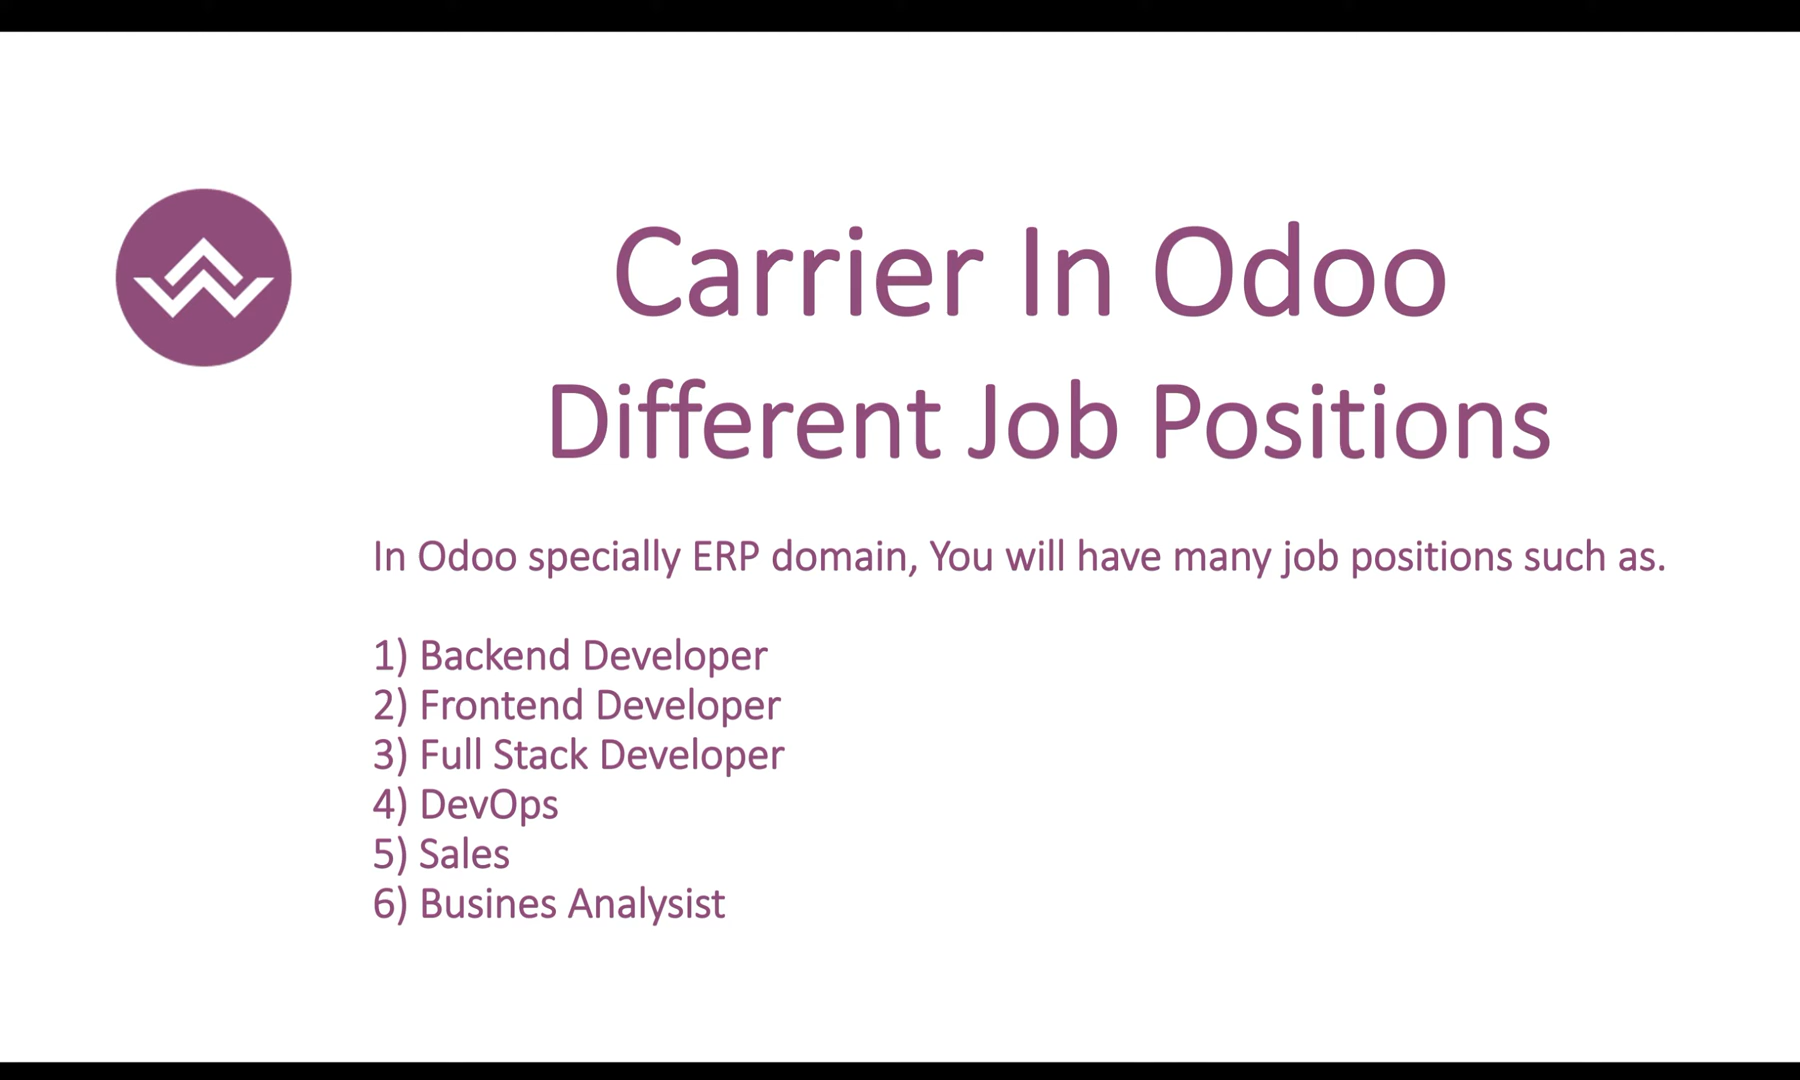 Carrier In Odoo
Different Job Positions
In Odoo specially ERP domain, You will have many job positions such as.
1) Backend Developer
2) Frontend Developer
3) Full Stack Developer
4) DevOps
5) Sales
6) Busines Analysist